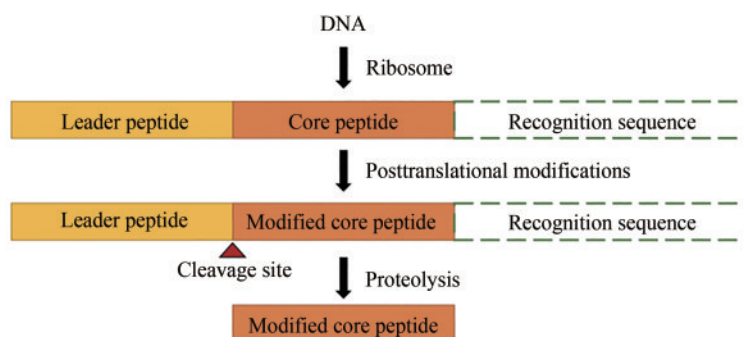 DNA
Ribosome
Leader peptide Core peptide Recognition sequence
Posttranslational modifications
Leader peptide Modified core peptide Recognition sequence
Cleavage site
Proteolysis
Modified core peptide